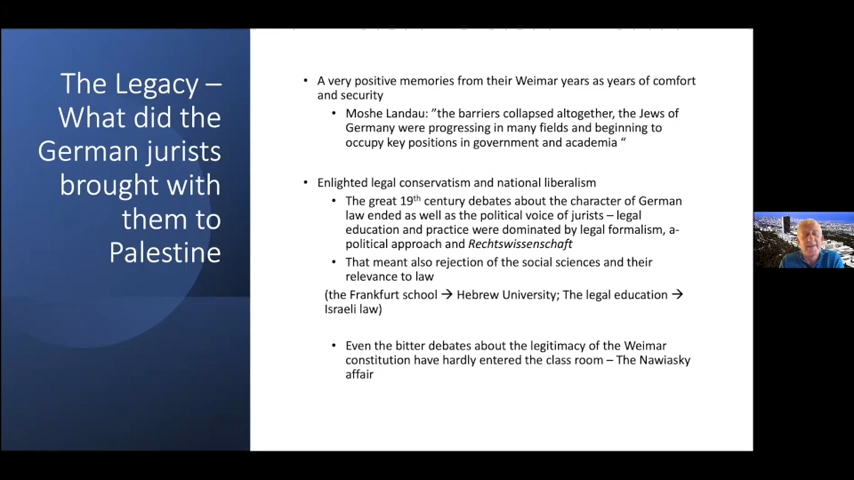 The Legacy –
What did the
German jurists
brought with
them to
Palestine
• A very positive memories from their Weimar years as years of comfort
and security
• Moshe Landau: ”the barriers collapsed altogether, the Jews of
Germany were progressing in many fields and beginning to
occupy key positions in government and academia “
• Enlighted legal conservatism and national liberalism
• The great 19th century debates about the character of German
law ended as well as the political voice of jurists – legal
education and practice were dominated by legal formalism, a-
political approach and Rechtswissenschaft
• That meant also rejection of the social sciences and their
relevance to law
(the Frankfurt school → Hebrew University; The legal education →
Israeli law)
• Even the bitter debates about the legitimacy of the Weimar
constitution have hardly entered the class room – The Nawiasky
affair